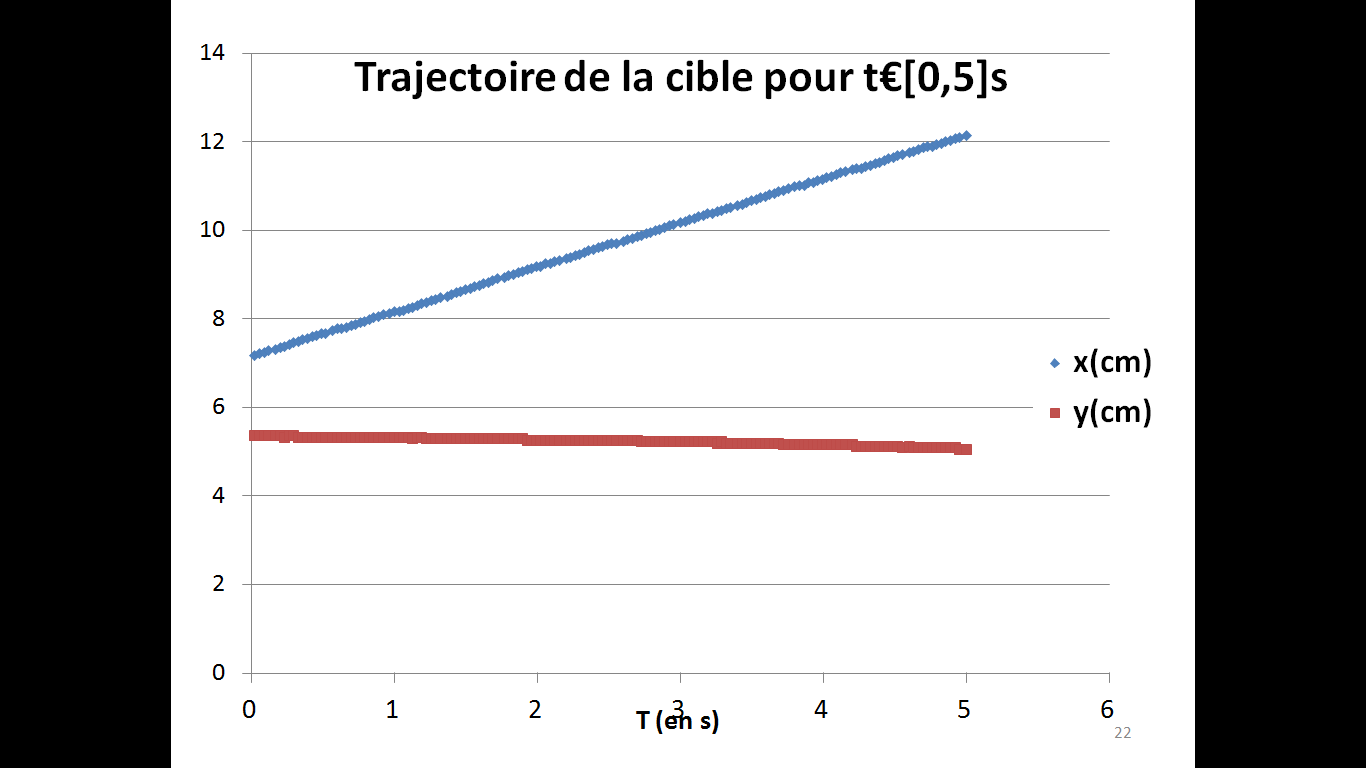 Trajectoire de la cible pour t€[0,5]s
14
12
10
8
6
4
2
0
x(cm)
y(cm)
0 1 2 3 4 5 6
T (en s)
22